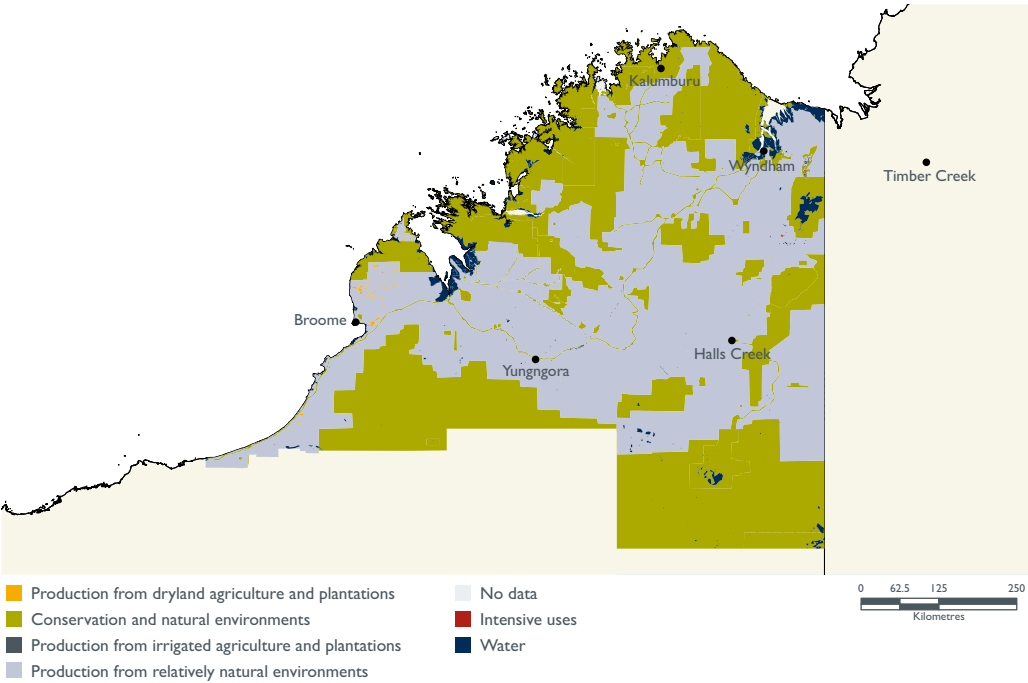 Kalumburu
Wyndham
Timber Creek
Broome
Halls Creek
Yungngora
Production from dryland agriculture and plantations
Conservation and natural environments
Production from irrigated agriculture and plantations
Production from relatively natural environments
No data
Intensive uses
Water
0 62.5 125 250
Kilometres